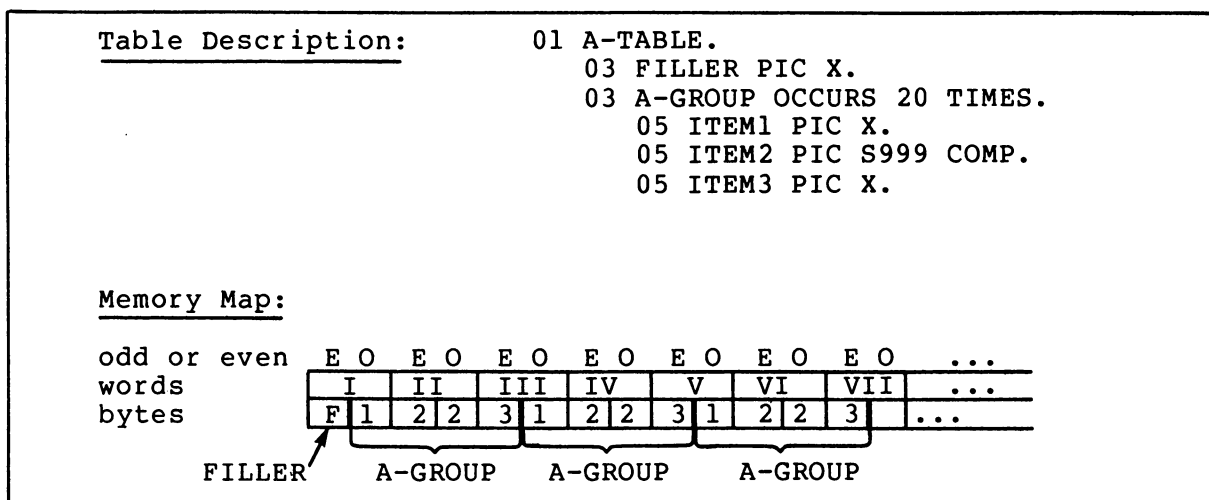 Table Description: 01 A-TABLE.
03 FILLER PIC X.
03 A-GROUP OCCURS 20 TIMES.
05 ITEM1 PIC X.
05 ITEM2 PIC S999 COMP.
05 ITEM3 PIC X.
Memory Map:
odd or even E O E O E O E O E O E O E O ...
words I II III IV V VI VII ...
bytes F 1 2 2 3 1 2 2 3 1 2 2 3 ...
FILLER A-GROUP A-GROUP A-GROUP